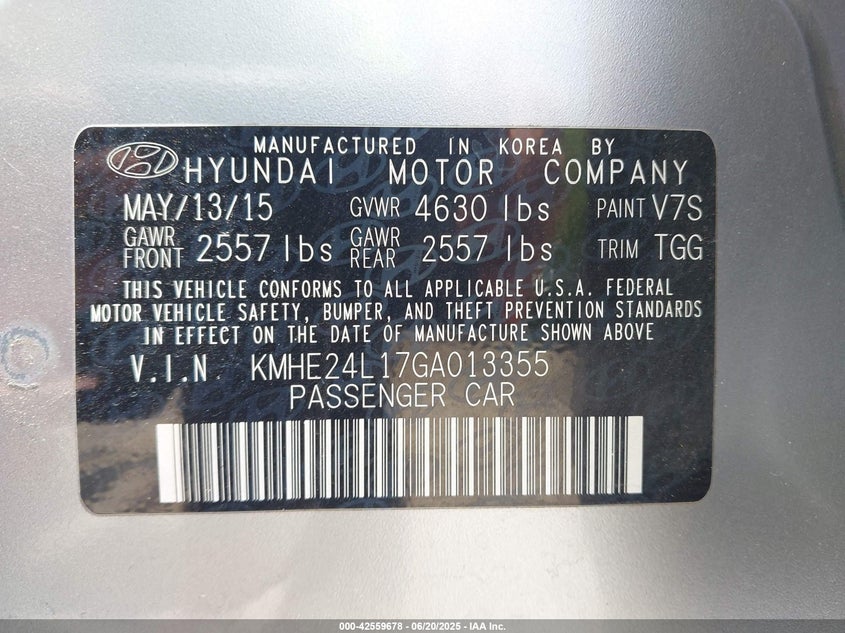 MANUFACTURED IN KOREA BY
HYUNDAI MOTOR COMPANY
MAY/13/15 GVWR 4630 lbs PAINT V7S
GAWR FRONT 2557 lbs GAWR REAR 2557 lbs TRIM TGG
THIS VEHICLE CONFORMS TO ALL APPLICABLE U.S.A. FEDERAL
MOTOR VEHICLE SAFETY, BUMPER, AND THEFT PREVENTION STANDARDS
IN EFFECT ON THE DATE OF MANUFACTURE SHOWN ABOVE
V.I.N KMHE24L17GA013355
PASSENGER CAR
000-42559678 - 06/20/2025 - IAA Inc.